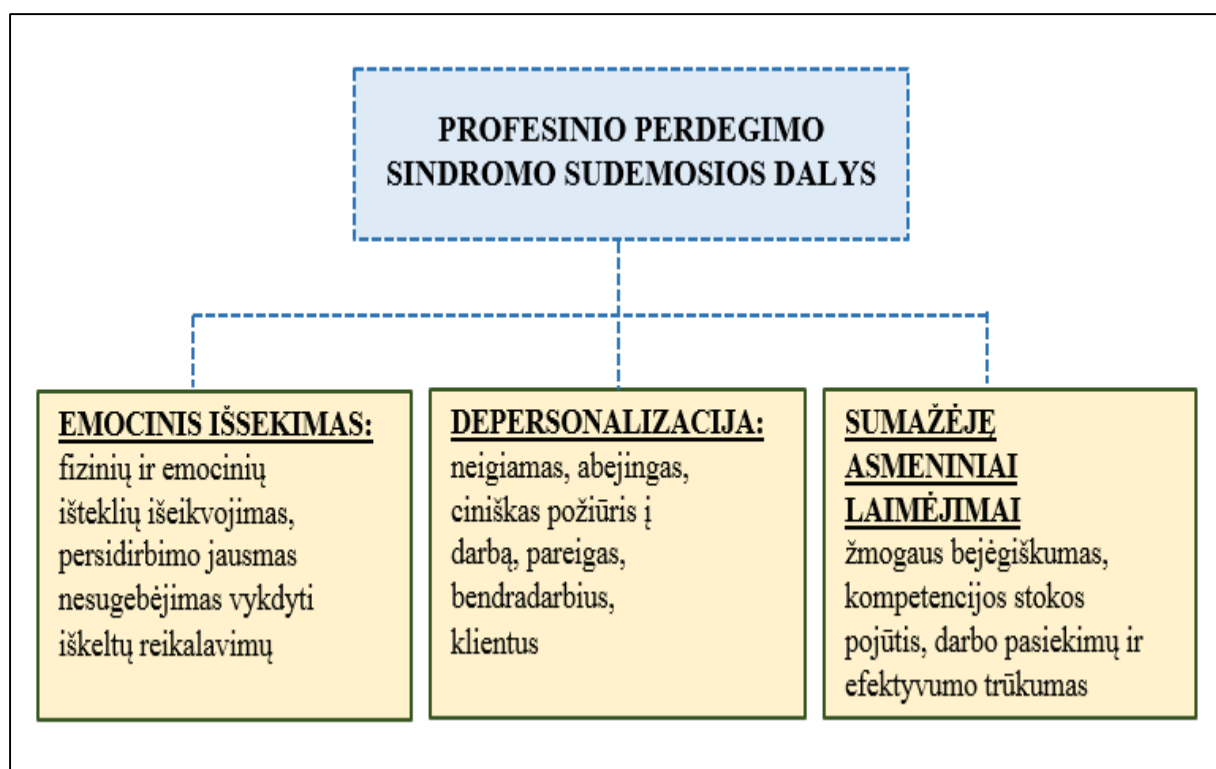 PROFESINIO PERDEGIMO
SINDROMO SUDEMOSIOS DALYS
EMOCINIS IŠSEKIMAS:
fizinių ir emocinių
išteklių išeikvojimas,
persidirbimo jausmas
nesugebėjimas vykdyti
iškeltų reikalavimų
DEPERSONALIZACIJA:
neigiamas, abejingas,
ciniškas požiūris į
darbą, pareigas,
bendradarbius,
klientus
SUMAŽĖJĘ
ASMENINIAI
LAIMĖJIMAI
žmogaus bejėgiškumas,
kompetencijos stokos
pojūtis, darbo pasiekimų ir
efektyvumo trūkumas